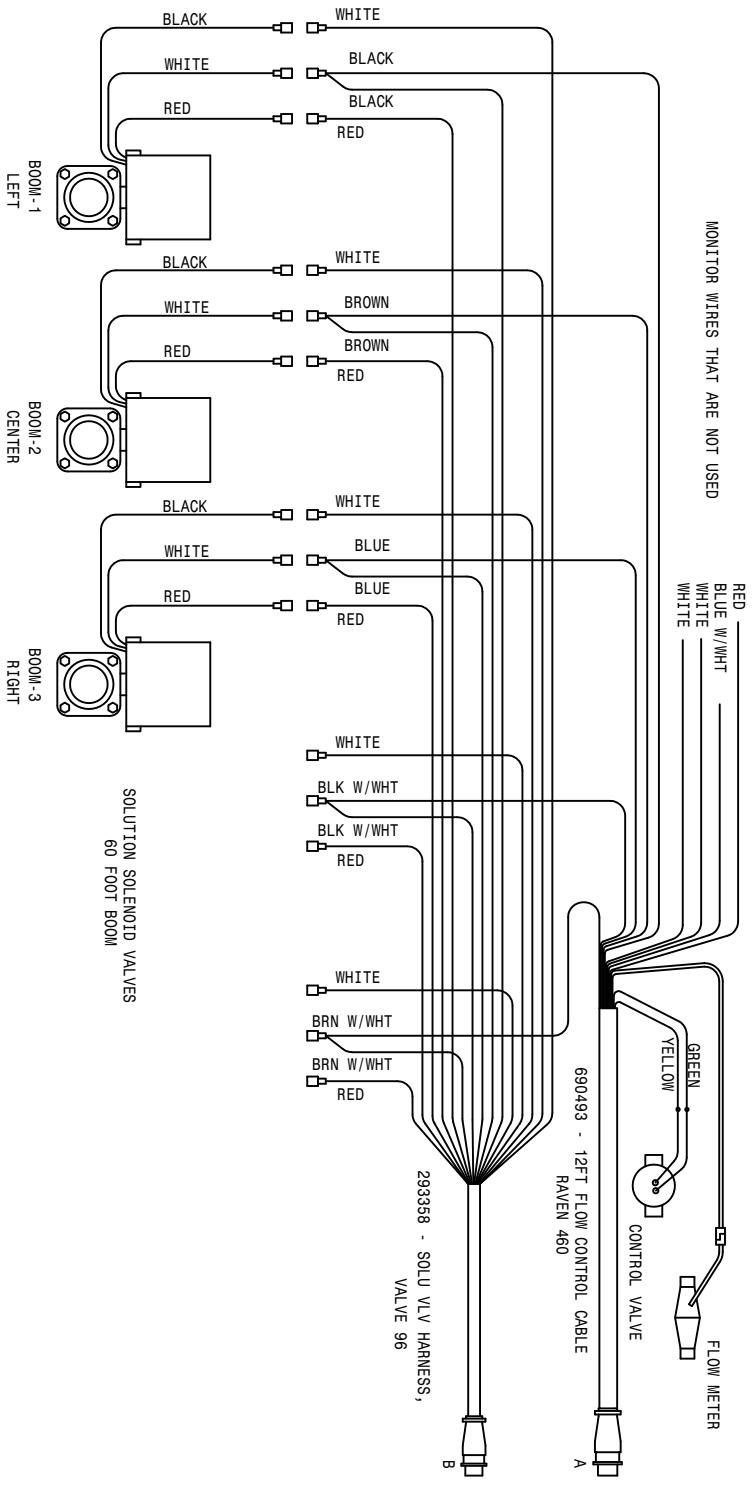 BLACK
WHITE
WHITE
BLACK
RED
BLACK
RED
BOOM-1
LEFT
BLACK
WHITE
WHITE
BROWN
RED
BROWN
RED
BOOM-2
CENTER
BLACK
WHITE
WHITE
BLUE
RED
BLUE
RED
BOOM-3
RIGHT
WHITE
BLK W/WHT
BLK W/WHT
RED
SOLUTION SOLENOID VALVES
60 FOOT BOOM
WHITE
BRN W/WHT
BRN W/WHT
RED
MONITOR WIRES THAT ARE NOT USED
RED
BLUE W/WHT
WHITE
WHITE
GREEN
YELLOW
CONTROL VALVE
FLOW METER
690493 - 12FT FLOW CONTROL CABLE
RAVEN 460
293358 - SOLU VLV HARNESS,
VALVE 96
A
B